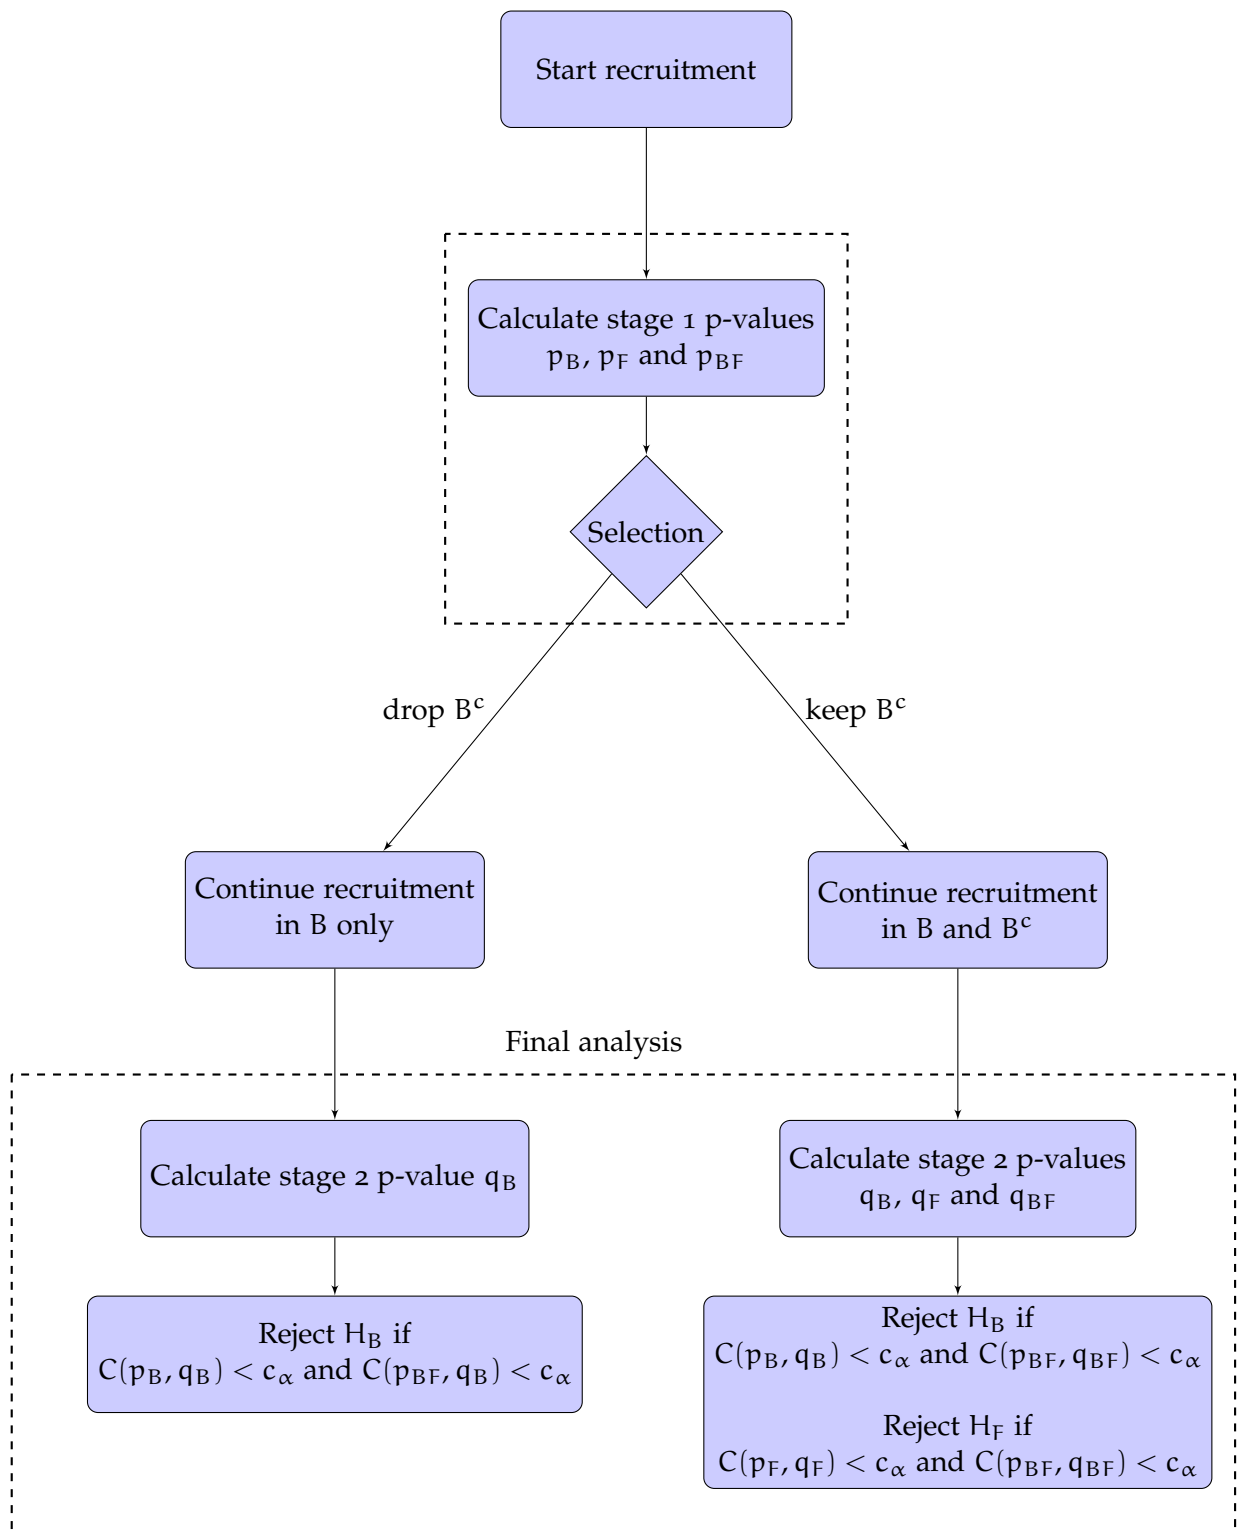 Start recruitment
Calculate stage 1 p-values
p_B, p_F and p_BF
Selection
drop B^c
keep B^c
Continue recruitment
in B only
Continue recruitment
in B and B^c
Final analysis
Calculate stage 2 p-value q_B
Calculate stage 2 p-values
q_B, q_F and q_BF
Reject H_B if
C(p_B, q_B) < c_α and C(p_BF, q_B) < c_α
Reject H_B if
C(p_B, q_B) < c_α and C(p_BF, q_BF) < c_α
Reject H_F if
C(p_F, q_F) < c_α and C(p_BF, q_BF) < c_α